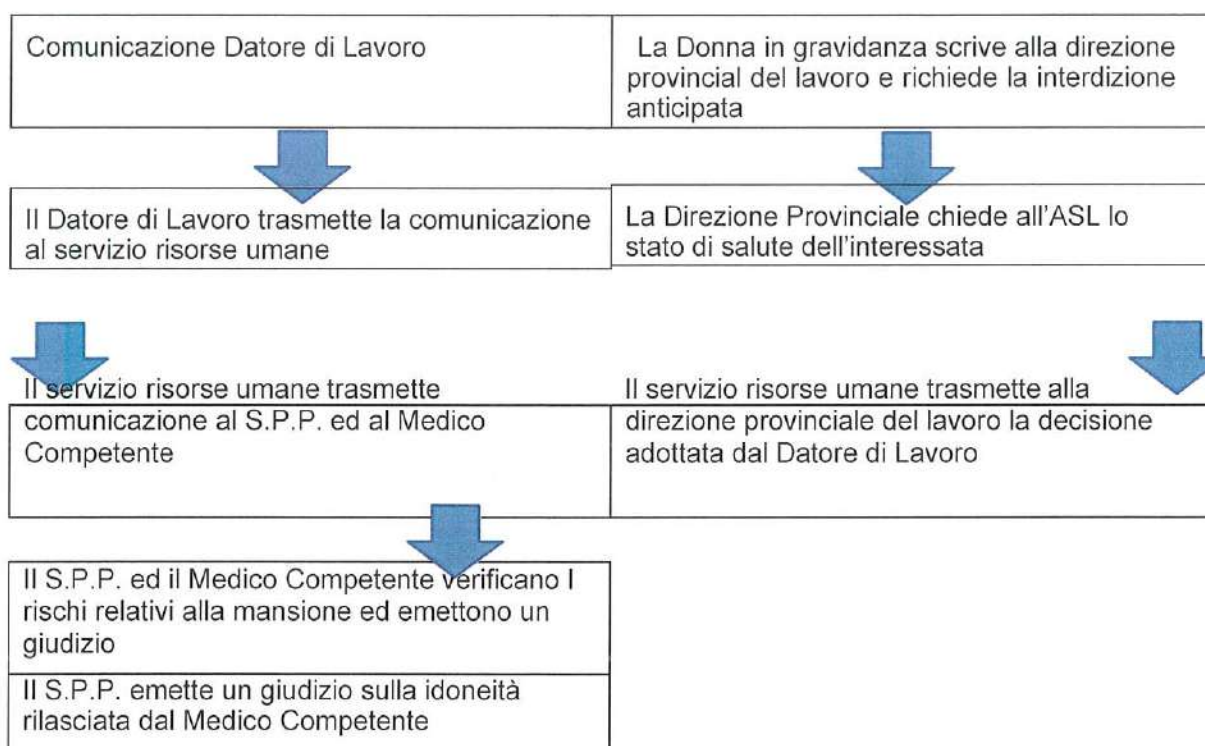 Comunicazione Datore di Lavoro
La Donna in gravidanza scrive alla direzione
provincial del lavoro e richiede la interdizione
anticipata
Il Datore di Lavoro trasmette la comunicazione
al servizio risorse umane
La Direzione Provinciale chiede all'ASL lo
stato di salute dell'interessata
Il servizio risorse umane trasmette
comunicazione al S.P.P. ed al Medico
Competente
Il servizio risorse umane trasmette alla
direzione provinciale del lavoro la decisione
adottata dal Datore di Lavoro
Il S.P.P. ed il Medico Competente verificano I
rischi relativi alla mansione ed emettono un
giudizio
Il S.P.P. emette un giudizio sulla idoneità
rilasciata dal Medico Competente